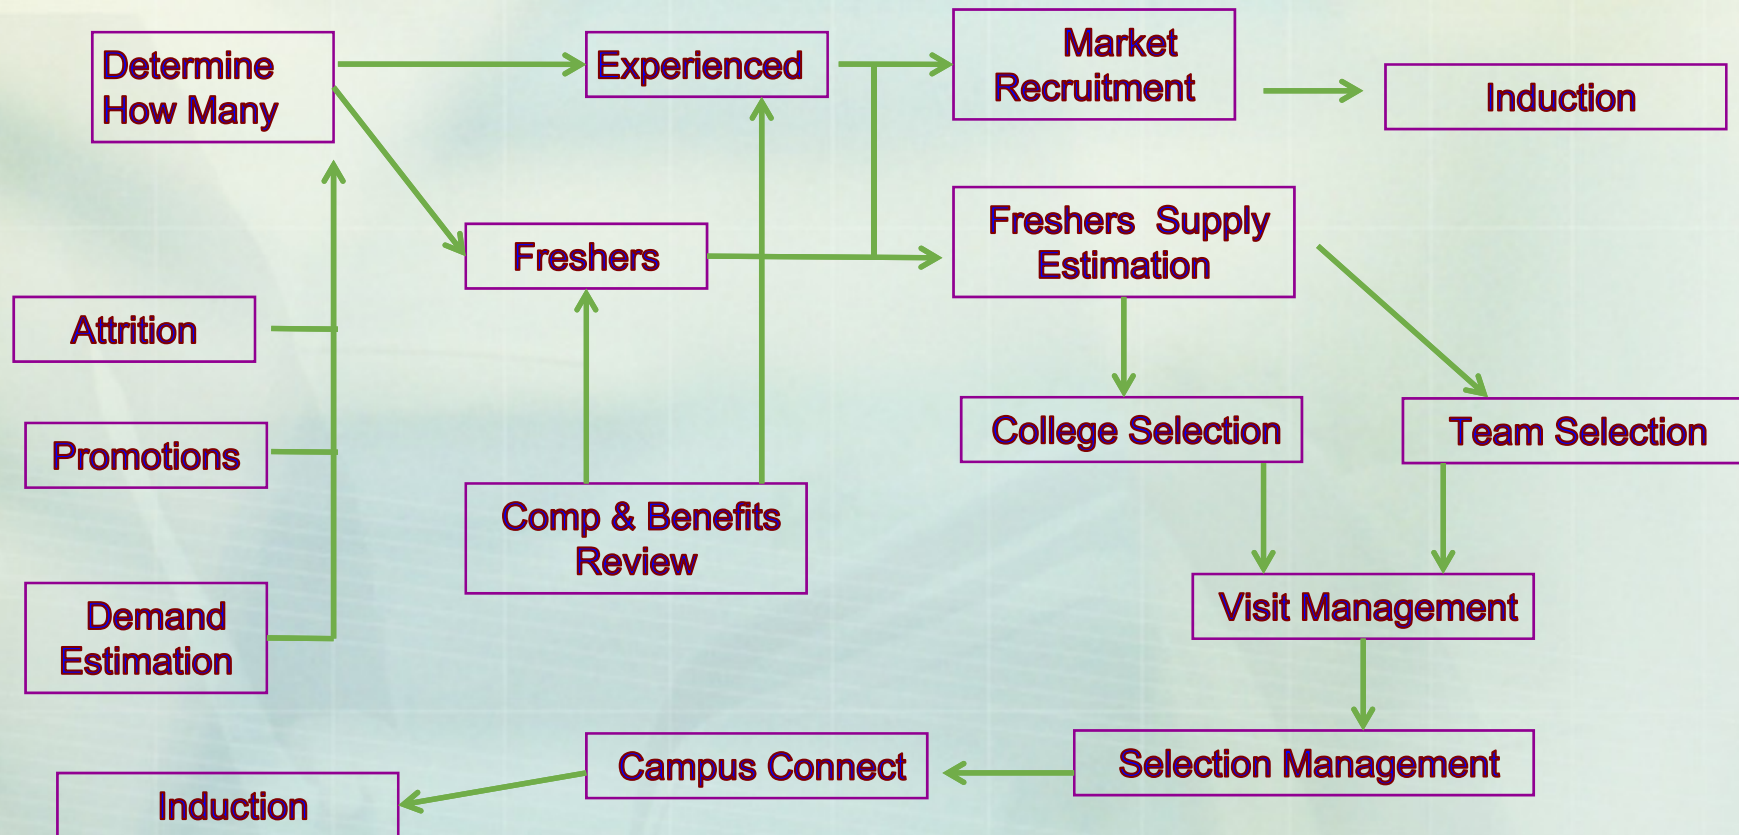 Determine
How Many
Experienced
Market
Recruitment
Induction
Freshers
Freshers Supply
Estimation
Attrition
Promotions
Demand
Estimation
Comp & Benefits
Review
College Selection
Team Selection
Visit Management
Selection Management
Campus Connect
Induction